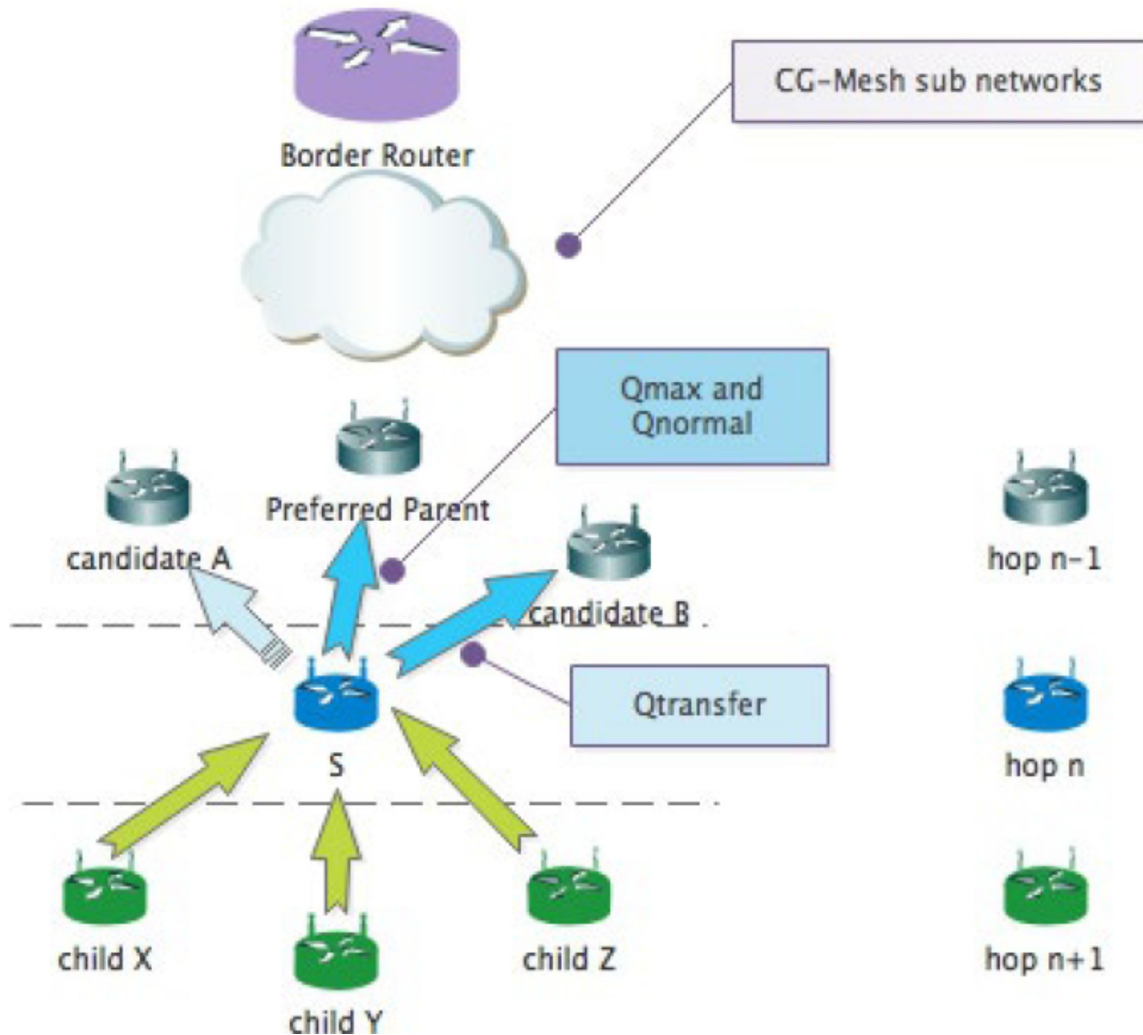 CG-Mesh sub networks
Border Router
Qmax and
Qnormal
Preferred Parent
candidate A
candidate B
hop n-1
Qtransfer
S
hop n
child X
child Y
child Z
hop n+1